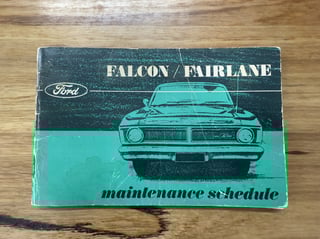 FALCON / FAIRLANE
Ford
maintenance schedule